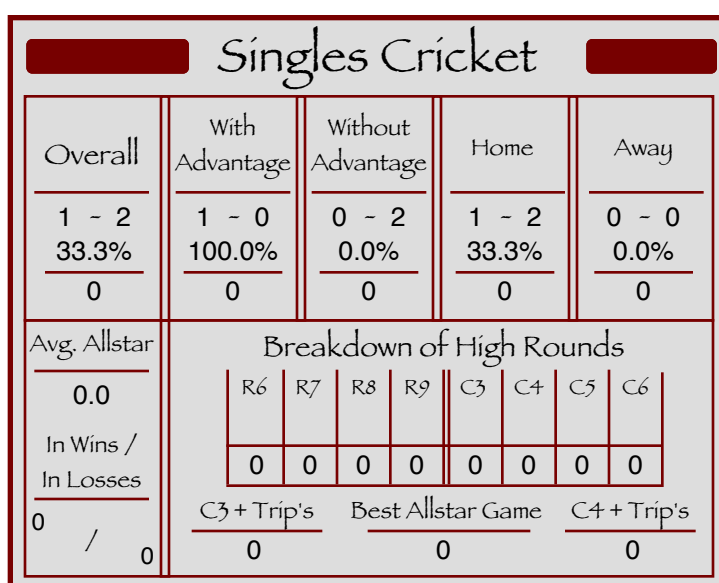 Singles Cricket
Overall
With
Advantage
Without
Advantage
Home
Away
1 ~ 2
1 ~ 0
0 ~ 2
1 ~ 2
0 ~ 0
33.3%
100.0%
0.0%
33.3%
0.0%
0
0
0
0
0
Avg. Allstar
0.0
In Wins /
In Losses
0
/
0
Breakdown of High Rounds
R6 R7 R8 R9 C3 C4 C5 C6
0 0 0 0 0 0 0 0
C3 + Trip's
Best Allstar Game
C4 + Trip's
0
0
0